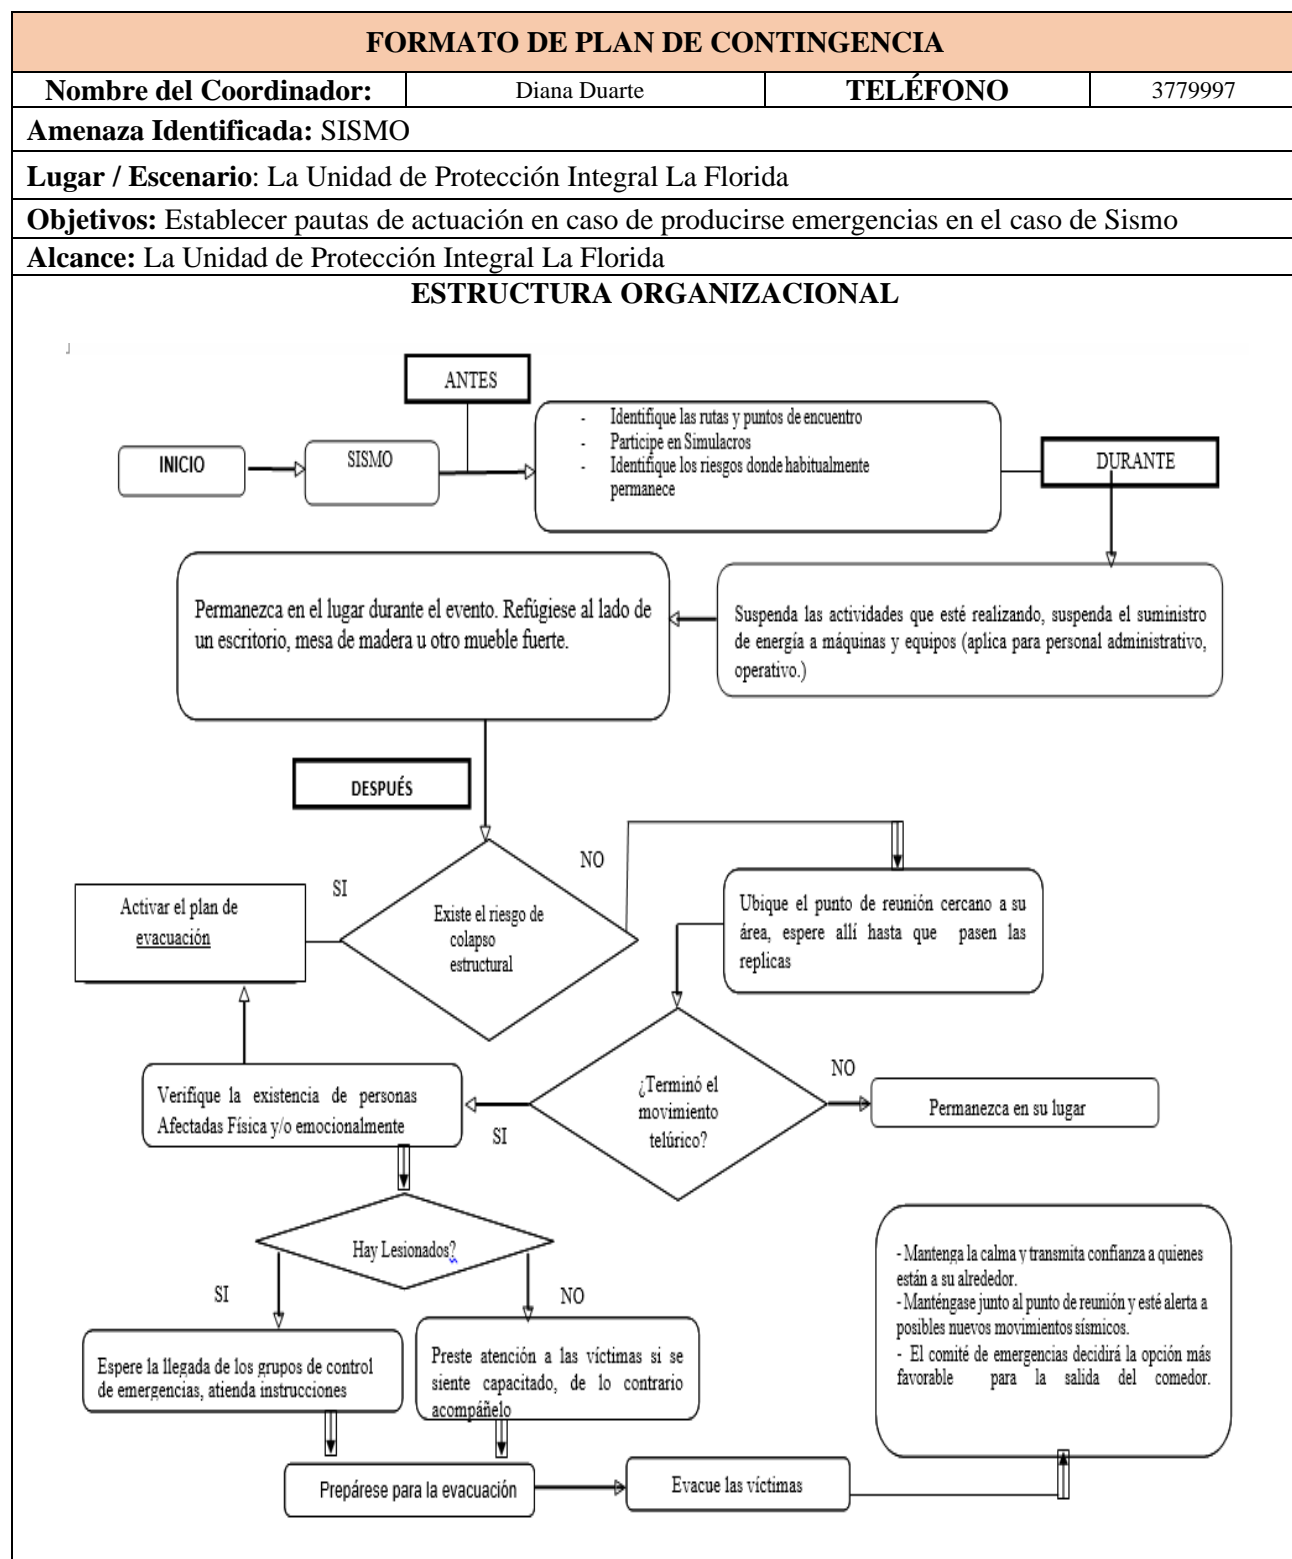 FORMATO DE PLAN DE CONTINGENCIA
Nombre del Coordinador: Diana Duarte TELÉFONO 3779997
Amenaza Identificada: SISMO
Lugar / Escenario: La Unidad de Protección Integral La Florida
Objetivos: Establecer pautas de actuación en caso de producirse emergencias en el caso de Sismo
Alcance: La Unidad de Protección Integral La Florida
ESTRUCTURA ORGANIZACIONAL
ANTES
INICIO
SISMO
- Identifique las rutas y puntos de encuentro
- Participe en Simulacros
- Identifique los riesgos donde habitualmente
permanece
DURANTE
Suspenda las actividades que esté realizando, suspenda el suministro
de energía a máquinas y equipos (aplica para personal administrativo,
operativo.)
Permanezca en el lugar durante el evento. Refúgiese al lado de
un escritorio, mesa de madera u otro mueble fuerte.
DESPUÉS
Existe el riesgo de
colapso
estructural
SI
Activar el plan de
evacuación
NO
Ubique el punto de reunión cercano a su
área, espere allí hasta que pasen las
replicas
¿Terminó el
movimiento
telúrico?
NO
Permanezca en su lugar
SI
Verifique la existencia de personas
Afectadas Física y/o emocionalmente
Hay Lesionados?
SI
NO
Espere la llegada de los grupos de control
de emergencias, atienda instrucciones
Preste atención a las víctimas si se
siente capacitado, de lo contrario
acompáñelo
Prepárese para la evacuación
Evacue las víctimas
- Mantenga la calma y transmita confianza a quienes
están a su alrededor.
- Manténgase junto al punto de reunión y esté alerta a
posibles nuevos movimientos sísmicos.
- El comité de emergencias decidirá la opción más
favorable para la salida del comedor.